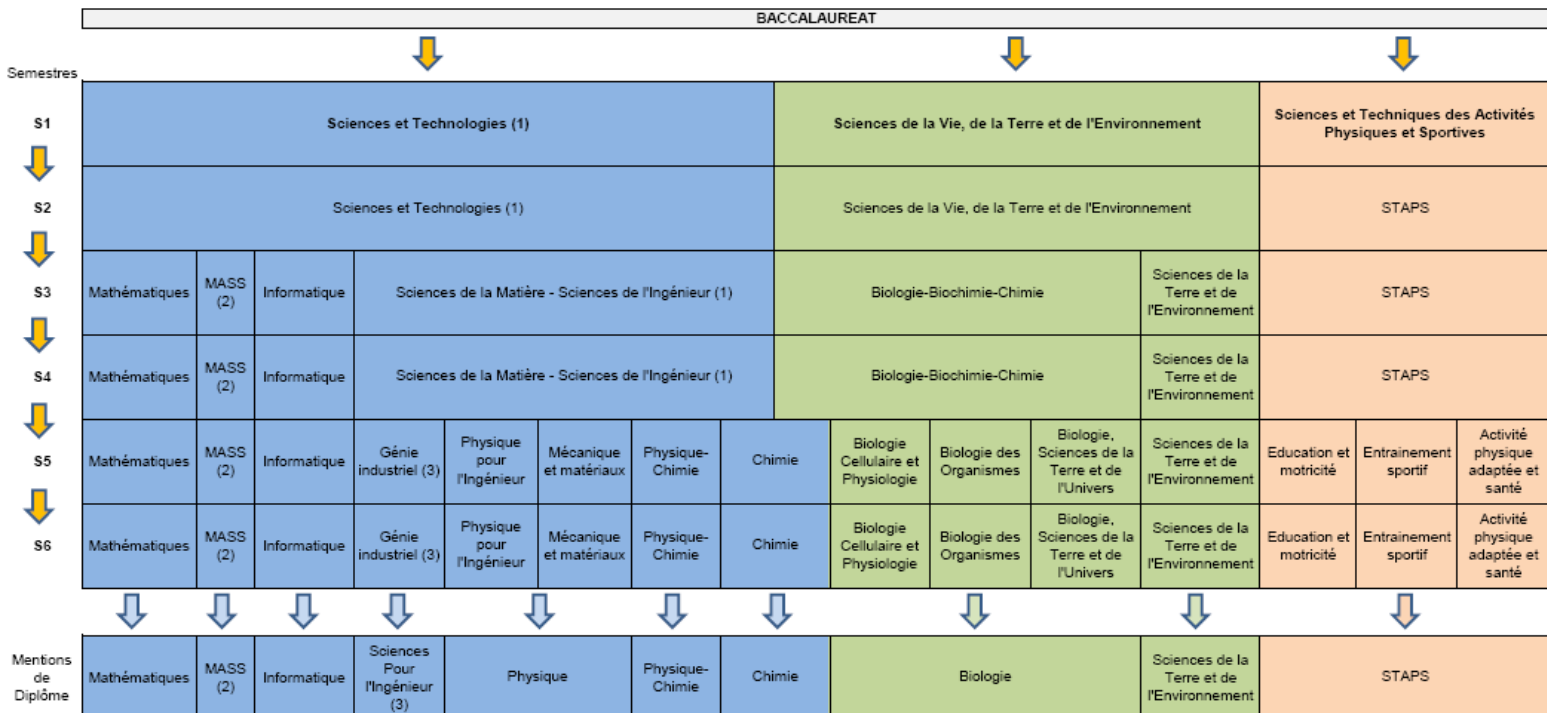 BACCALAUREAT
Semestres
S1
Sciences et Technologies (1)
Sciences de la Vie, de la Terre et de l'Environnement
Sciences et Techniques des Activités
Physiques et Sportives
S2
Sciences et Technologies (1)
Sciences de la Vie, de la Terre et de l'Environnement
STAPS
S3
Mathématiques
MASS
(2)
Informatique
Sciences de la Matière - Sciences de l'Ingénieur (1)
Biologie-Biochimie-Chimie
Sciences de la
Terre et de
l'Environnement
STAPS
S4
Mathématiques
MASS
(2)
Informatique
Sciences de la Matière - Sciences de l'Ingénieur (1)
Biologie-Biochimie-Chimie
Sciences de la
Terre et de
l'Environnement
STAPS
S5
Mathématiques
MASS
(2)
Informatique
Génie
industriel (3)
Physique
pour
l'Ingénieur
Mécanique
et matériaux
Physique-
Chimie
Chimie
Biologie
Cellulaire et
Physiologie
Biologie des
Organismes
Biologie,
Sciences de la
Terre et de
l'Univers
Sciences de la
Terre et de
l'Environnement
Education et
motricité
Entrainement
sportif
Activité
physique
adaptée et
santé
S6
Mathématiques
MASS
(2)
Informatique
Génie
industriel (3)
Physique
pour
l'Ingénieur
Mécanique
et matériaux
Physique-
Chimie
Chimie
Biologie
Cellulaire et
Physiologie
Biologie des
Organismes
Biologie,
Sciences de la
Terre et de
l'Univers
Sciences de la
Terre et de
l'Environnement
Education et
motricité
Entrainement
sportif
Activité
physique
adaptée et
santé
Mentions
de
Diplôme
Mathématiques
MASS
(2)
Informatique
Sciences
Pour
l'Ingénieur
(3)
Physique
Physique-
Chimie
Chimie
Biologie
Sciences de la
Terre et de
l'Environnement
STAPS